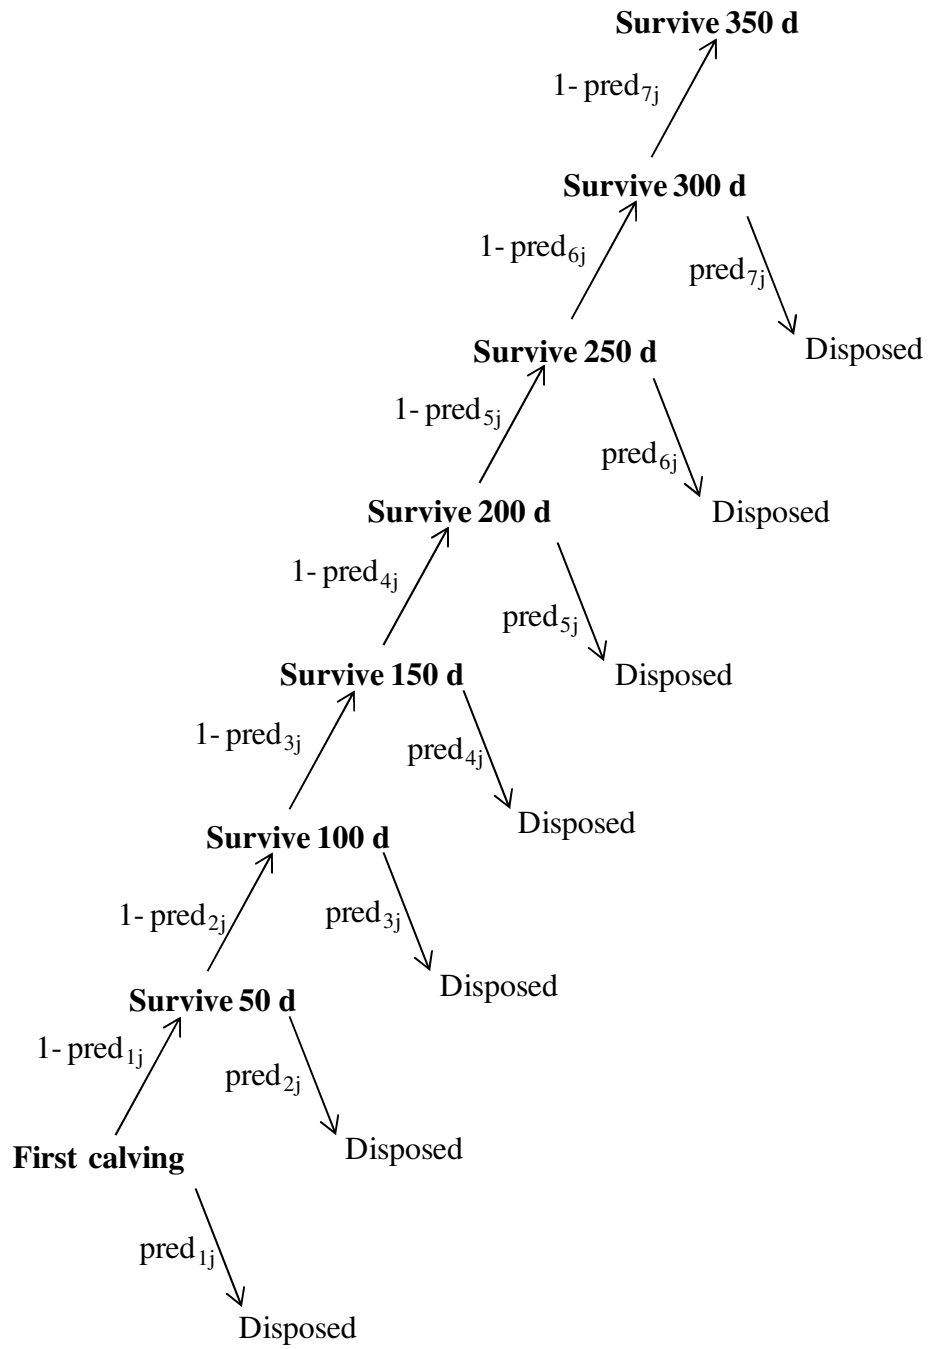 Survive 350 d
1- pred7j
Survive 300 d
1- pred6j
pred7j
Disposed
Survive 250 d
1- pred5j
pred6j
Disposed
Survive 200 d
1- pred4j
pred5j
Disposed
Survive 150 d
1- pred3j
pred4j
Disposed
Survive 100 d
1- pred2j
pred3j
Disposed
Survive 50 d
1- pred1j
pred2j
Disposed
First calving
pred1j
Disposed